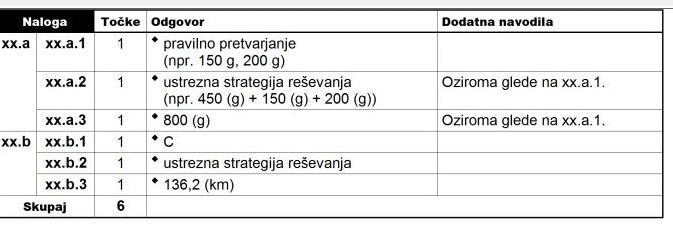 Naloga Točke Odgovor Dodatna navodila
xx.a xx.a.1 1 ◆ pravilno pretvarjanje
(npr. 150 g, 200 g)
xx.a.2 1 ◆ ustrezna strategija reševanja Oziroma glede na xx.a.1.
(npr. 450 (g) + 150 (g) + 200 (g))
xx.a.3 1 ◆ 800 (g) Oziroma glede na xx.a.1.
xx.b xx.b.1 1 ◆ C
xx.b.2 1 ◆ ustrezna strategija reševanja
xx.b.3 1 ◆ 136,2 (km)
Skupaj 6